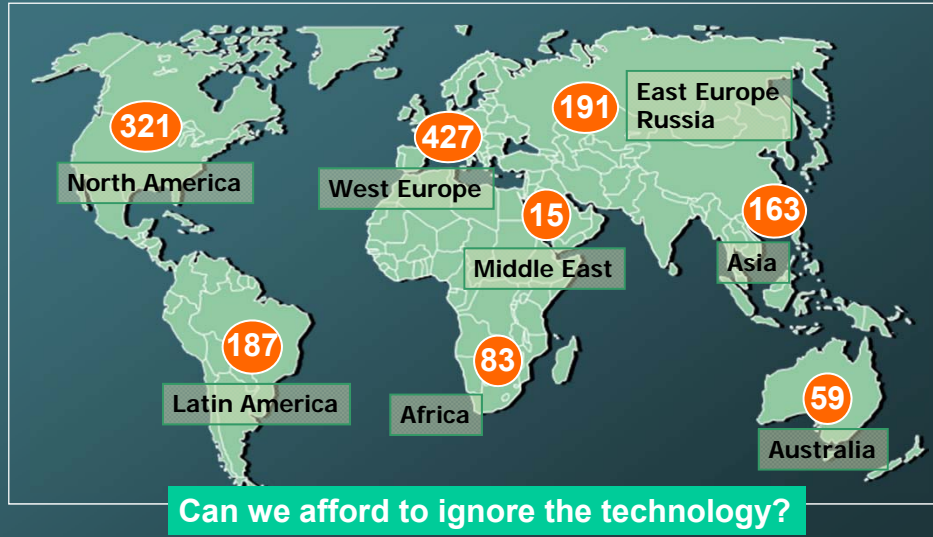 321
North America
427
West Europe
191
East Europe
Russia
15
Middle East
163
Asia
187
Latin America
83
Africa
59
Australia
Can we afford to ignore the technology?